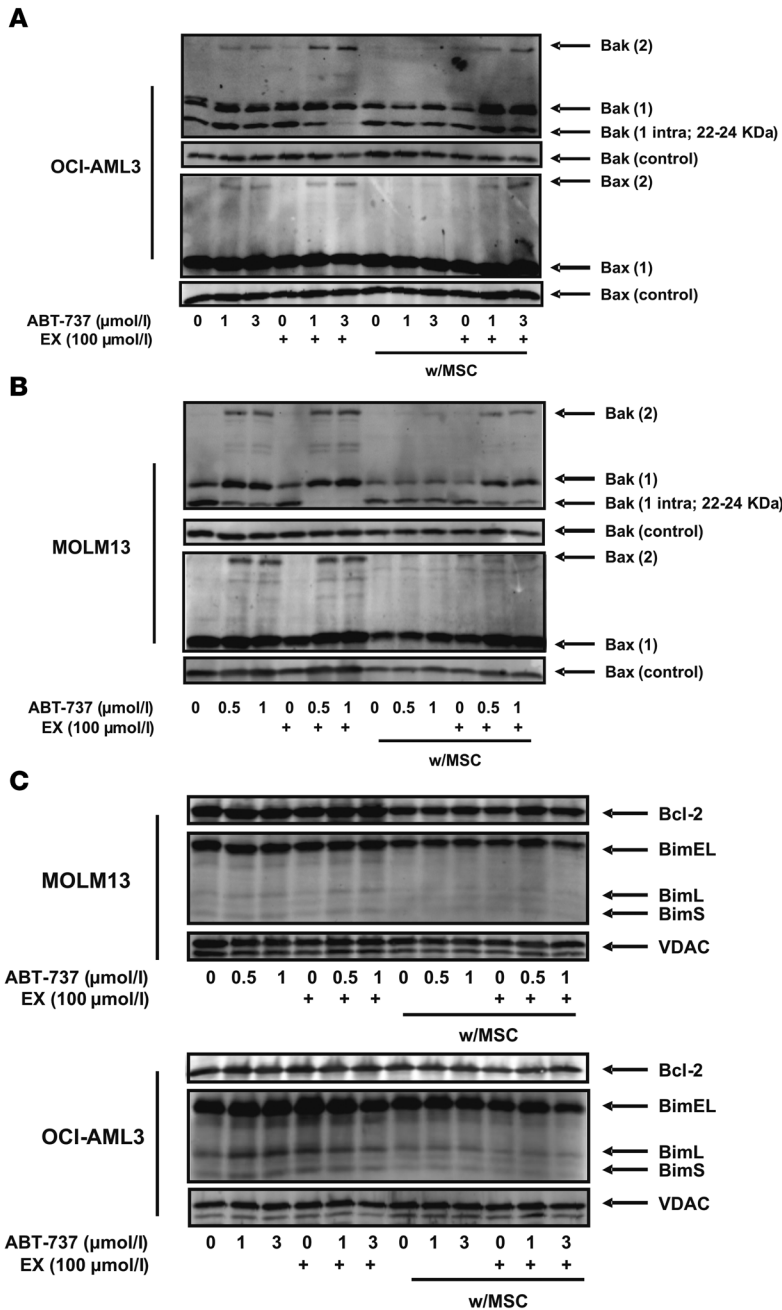 A
Bak (2)
Bak (1)
Bak (1 intra; 22-24 KDa)
OCI-AML3
Bak (control)
Bax (2)
Bax (1)
Bax (control)
ABT-737 (µmol/l) 0 1 3 0 1 3 0 1 3 0 1 3
EX (100 µmol/l) + + + + + +
w/MSC
B
Bak (2)
Bak (1)
Bak (1 intra; 22-24 KDa)
Bak (control)
MOLM13
Bax (2)
Bax (1)
Bax (control)
ABT-737 (µmol/l) 0 0.5 1 0 0.5 1 0 0.5 1 0 0.5 1
EX (100 µmol/l) + + + + + +
w/MSC
C
Bcl-2
BimEL
MOLM13
BimL
BimS
VDAC
ABT-737 (µmol/l) 0 0.5 1 0 0.5 1 0 0.5 1 0 0.5 1
EX (100 µmol/l) + + + + + +
w/MSC
Bcl-2
BimEL
OCI-AML3
BimL
BimS
VDAC
ABT-737 (µmol/l) 0 1 3 0 1 3 0 1 3 0 1 3
EX (100 µmol/l) + + + + + +
w/MSC